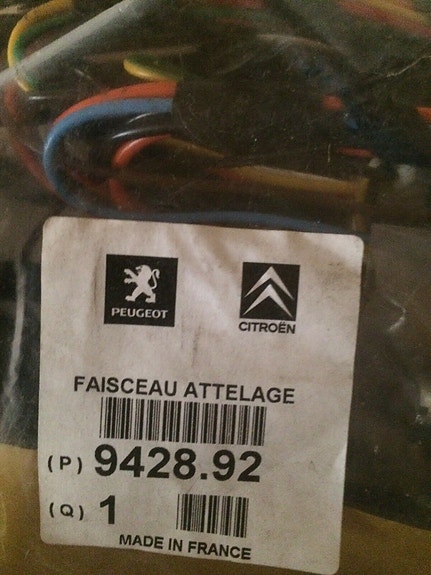 PEUGEOT
CITROËN
FAISCEAU ATTELAGE
(P) 9428.92
(Q) 1
MADE IN FRANCE